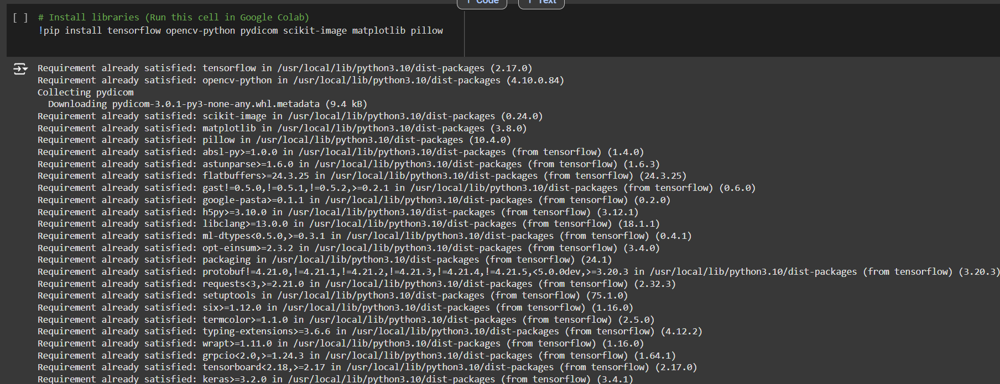 + Code
+ Text
[ ]
# Install libraries (Run this cell in Google Colab)
!pip install tensorflow opencv-python pydicom scikit-image matplotlib pillow
Requirement already satisfied: tensorflow in /usr/local/lib/python3.10/dist-packages (2.17.0)
Requirement already satisfied: opencv-python in /usr/local/lib/python3.10/dist-packages (4.10.0.84)
Collecting pydicom
  Downloading pydicom-3.0.1-py3-none-any.whl.metadata (9.4 kB)
Requirement already satisfied: scikit-image in /usr/local/lib/python3.10/dist-packages (0.24.0)
Requirement already satisfied: matplotlib in /usr/local/lib/python3.10/dist-packages (3.8.0)
Requirement already satisfied: pillow in /usr/local/lib/python3.10/dist-packages (10.4.0)
Requirement already satisfied: absl-py>=1.0.0 in /usr/local/lib/python3.10/dist-packages (from tensorflow) (1.4.0)
Requirement already satisfied: astunparse>=1.6.0 in /usr/local/lib/python3.10/dist-packages (from tensorflow) (1.6.3)
Requirement already satisfied: flatbuffers>=24.3.25 in /usr/local/lib/python3.10/dist-packages (from tensorflow) (24.3.25)
Requirement already satisfied: gast!=0.5.0,!=0.5.1,!=0.5.2,>=0.2.1 in /usr/local/lib/python3.10/dist-packages (from tensorflow) (0.6.0)
Requirement already satisfied: google-pasta>=0.1.1 in /usr/local/lib/python3.10/dist-packages (from tensorflow) (0.2.0)
Requirement already satisfied: h5py>=3.10.0 in /usr/local/lib/python3.10/dist-packages (from tensorflow) (3.12.1)
Requirement already satisfied: libclang>=13.0.0 in /usr/local/lib/python3.10/dist-packages (from tensorflow) (18.1.1)
Requirement already satisfied: ml-dtypes<0.5.0,>=0.3.1 in /usr/local/lib/python3.10/dist-packages (from tensorflow) (0.4.1)
Requirement already satisfied: opt-einsum>=2.3.2 in /usr/local/lib/python3.10/dist-packages (from tensorflow) (3.4.0)
Requirement already satisfied: packaging in /usr/local/lib/python3.10/dist-packages (from tensorflow) (24.1)
Requirement already satisfied: protobuf!=4.21.0,!=4.21.1,!=4.21.2,!=4.21.3,!=4.21.4,!=4.21.5,<5.0.0dev,>=3.20.3 in /usr/local/lib/python3.10/dist-packages (from tensorflow) (3.20.3)
Requirement already satisfied: requests<3,>=2.21.0 in /usr/local/lib/python3.10/dist-packages (from tensorflow) (2.32.3)
Requirement already satisfied: setuptools in /usr/local/lib/python3.10/dist-packages (from tensorflow) (75.1.0)
Requirement already satisfied: six>=1.12.0 in /usr/local/lib/python3.10/dist-packages (from tensorflow) (1.16.0)
Requirement already satisfied: termcolor>=1.1.0 in /usr/local/lib/python3.10/dist-packages (from tensorflow) (2.5.0)
Requirement already satisfied: typing-extensions>=3.6.6 in /usr/local/lib/python3.10/dist-packages (from tensorflow) (4.12.2)
Requirement already satisfied: wrapt>=1.11.0 in /usr/local/lib/python3.10/dist-packages (from tensorflow) (1.16.0)
Requirement already satisfied: grpcio<2.0,>=1.24.3 in /usr/local/lib/python3.10/dist-packages (from tensorflow) (1.64.1)
Requirement already satisfied: tensorboard<2.18,>=2.17 in /usr/local/lib/python3.10/dist-packages (from tensorflow) (2.17.0)
Requirement already satisfied: keras>=3.2.0 in /usr/local/lib/python3.10/dist-packages (from tensorflow) (3.4.1)